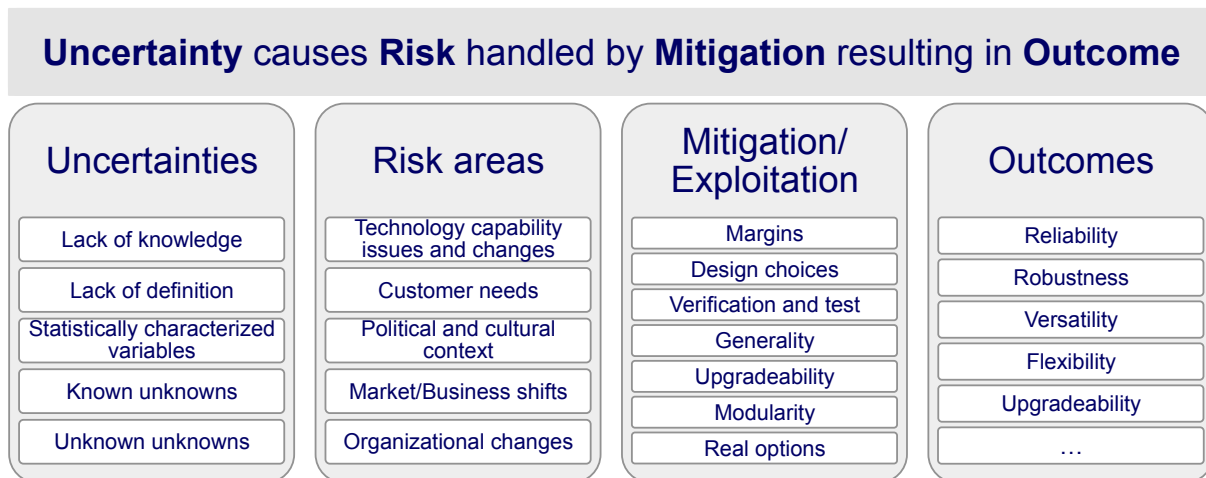 Uncertainty causes Risk handled by Mitigation resulting in Outcome
Uncertainties
Lack of knowledge
Lack of definition
Statistically characterized
variables
Known unknowns
Unknown unknowns
Risk areas
Technology capability
issues and changes
Customer needs
Political and cultural
context
Market/Business shifts
Organizational changes
Mitigation/
Exploitation
Margins
Design choices
Verification and test
Generality
Upgradeability
Modularity
Real options
Outcomes
Reliability
Robustness
Versatility
Flexibility
Upgradeability
…